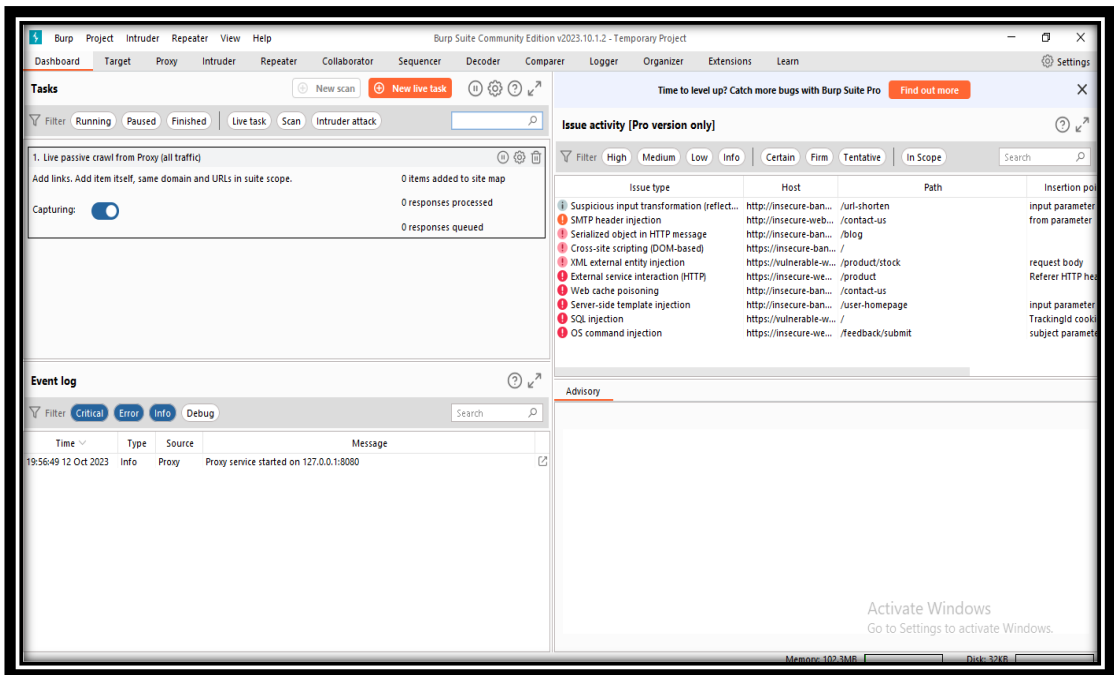 Burp Project Intruder Repeater View Help Burp Suite Community Edition v2023.10.1.2 - Temporary Project
Dashboard Target Proxy Intruder Repeater Collaborator Sequencer Decoder Comparer Logger Organizer Extensions Learn Settings
Tasks New scan New live task
Filter Running Paused Finished Live task Scan Intruder attack
1. Live passive crawl from Proxy (all traffic)
Add links. Add item itself, same domain and URLs in suite scope. 0 items added to site map
Capturing: 0 responses processed
0 responses queued
Event log
Filter Critical Error Info Debug Search
Time Type Source Message
19:56:49 12 Oct 2023 Info Proxy Proxy service started on 127.0.0.1:8080
Time to level up? Catch more bugs with Burp Suite Pro Find out more
Issue activity [Pro version only]
Filter High Medium Low Info Certain Firm Tentative In Scope Search
Issue type Host Path Insertion poi
Suspicious input transformation (reflect... http://insecure-ban... /url-shorten input parameter
SMTP header injection http://insecure-web... /contact-us from parameter
Serialized object in HTTP message http://insecure-ban... /blog
Cross-site scripting (DOM-based) https://insecure-ban... /
XML external entity injection https://vulnerable-w... /product/stock request body
External service interaction (HTTP) https://insecure-we... /product Referer HTTP hea
Web cache poisoning http://insecure-ban... /contact-us
Server-side template injection http://insecure-ban... /user-homepage input parameter
SQL injection https://vulnerable-w... / TrackingId cooki
OS command injection https://insecure-we... /feedback/submit subject paramete
Advisory
Activate Windows
Go to Settings to activate Windows.
Memory: 102.3MB Disk: 32KB